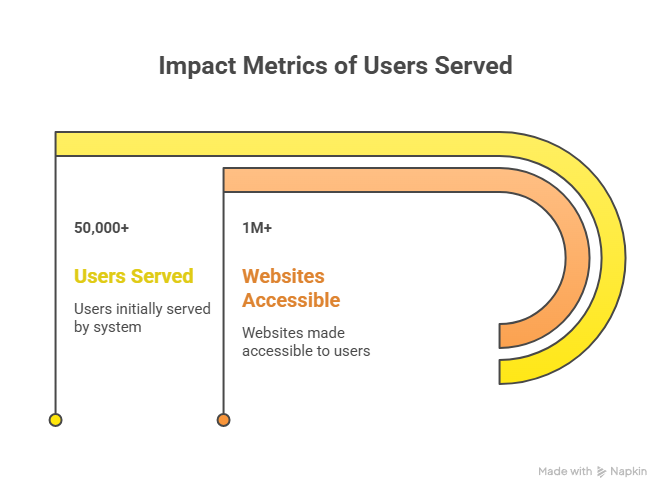 Impact Metrics of Users Served
50,000+
Users Served
Users initially served
by system
1M+
Websites
Accessible
Websites made
accessible to users
Made with Napkin